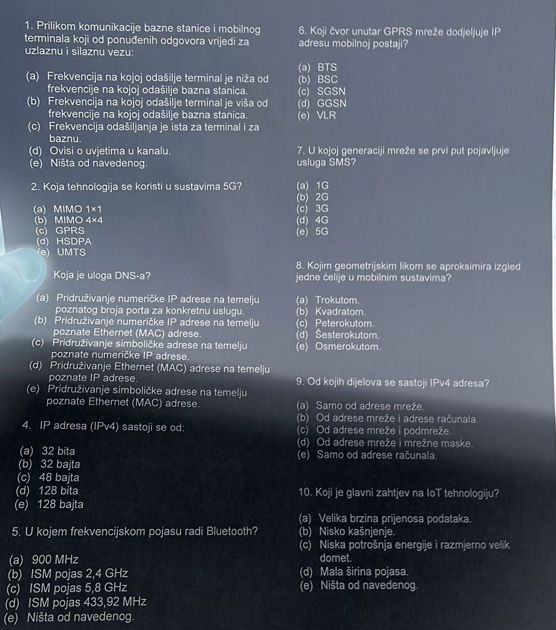 1. Prilikom komunikacije bazne stanice i mobilnog
terminala koji od ponuđenih odgovora vrijedi za
uzlaznu i silaznu vezu:
(a) Frekvencija na kojoj odašilje terminal je niža od
frekvencije na kojoj odašilje bazna stanica.
(b) Frekvencija na kojoj odašilje terminal je viša od
frekvencije na kojoj odašilje bazna stanica.
(c) Frekvencija odašiljanja je ista za terminal i za
baznu.
(d) Ovisi o uvjetima u kanalu.
(e) Ništa od navedenog.
2. Koja tehnologija se koristi u sustavima 5G?
(a) MIMO 1×1
(b) MIMO 4×4
(c) GPRS
(d) HSDPA
(e) UMTS
Koja je uloga DNS-a?
(a) Pridruživanje numeričke IP adrese na temelju
poznatog broja porta za konkretnu uslugu.
(b) Pridruživanje numeričke IP adrese na temelju
poznate Ethernet (MAC) adrese.
(c) Pridruživanje simboličke adrese na temelju
poznate numeričke IP adrese.
(d) Pridruživanje Ethernet (MAC) adrese na temelju
poznate IP adrese.
(e) Pridruživanje simboličke adrese na temelju
poznate Ethernet (MAC) adrese.
4. IP adresa (IPv4) sastoji se od:
(a) 32 bita
(b) 32 bajta
(c) 48 bajta
(d) 128 bita
(e) 128 bajta
5. U kojem frekvencijskom pojasu radi Bluetooth?
(a) 900 MHz
(b) ISM pojas 2,4 GHz
(c) ISM pojas 5,8 GHz
(d) ISM pojas 433,92 MHz
(e) Ništa od navedenog.
6. Koji čvor unutar GPRS mreže dodjeljuje IP
adresu mobilnoj postaji?
(a) BTS
(b) BSC
(c) SGSN
(d) GGSN
(e) VLR
7. U kojoj generaciji mreže se prvi put pojavljuje
usluga SMS?
(a) 1G
(b) 2G
(c) 3G
(d) 4G
(e) 5G
8. Kojim geometrijskim likom se aproksimira izgled
jedne ćelije u mobilnim sustavima?
(a) Trokutom.
(b) Kvadratom.
(c) Peterokutom.
(d) Šesterokutom.
(e) Osmerokutom.
9. Od kojih dijelova se sastoji IPv4 adresa?
(a) Samo od adrese mreže.
(b) Od adrese mreže i adrese računala.
(c) Od adrese mreže i podmreže.
(d) Od adrese mreže i mrežne maske.
(e) Samo od adrese računala.
10. Koji je glavni zahtjev na IoT tehnologiju?
(a) Velika brzina prijenosa podataka.
(b) Nisko kašnjenje.
(c) Niska potrošnja energije i razmjerno velik
domet.
(d) Mala širina pojasa.
(e) Ništa od navedenog.